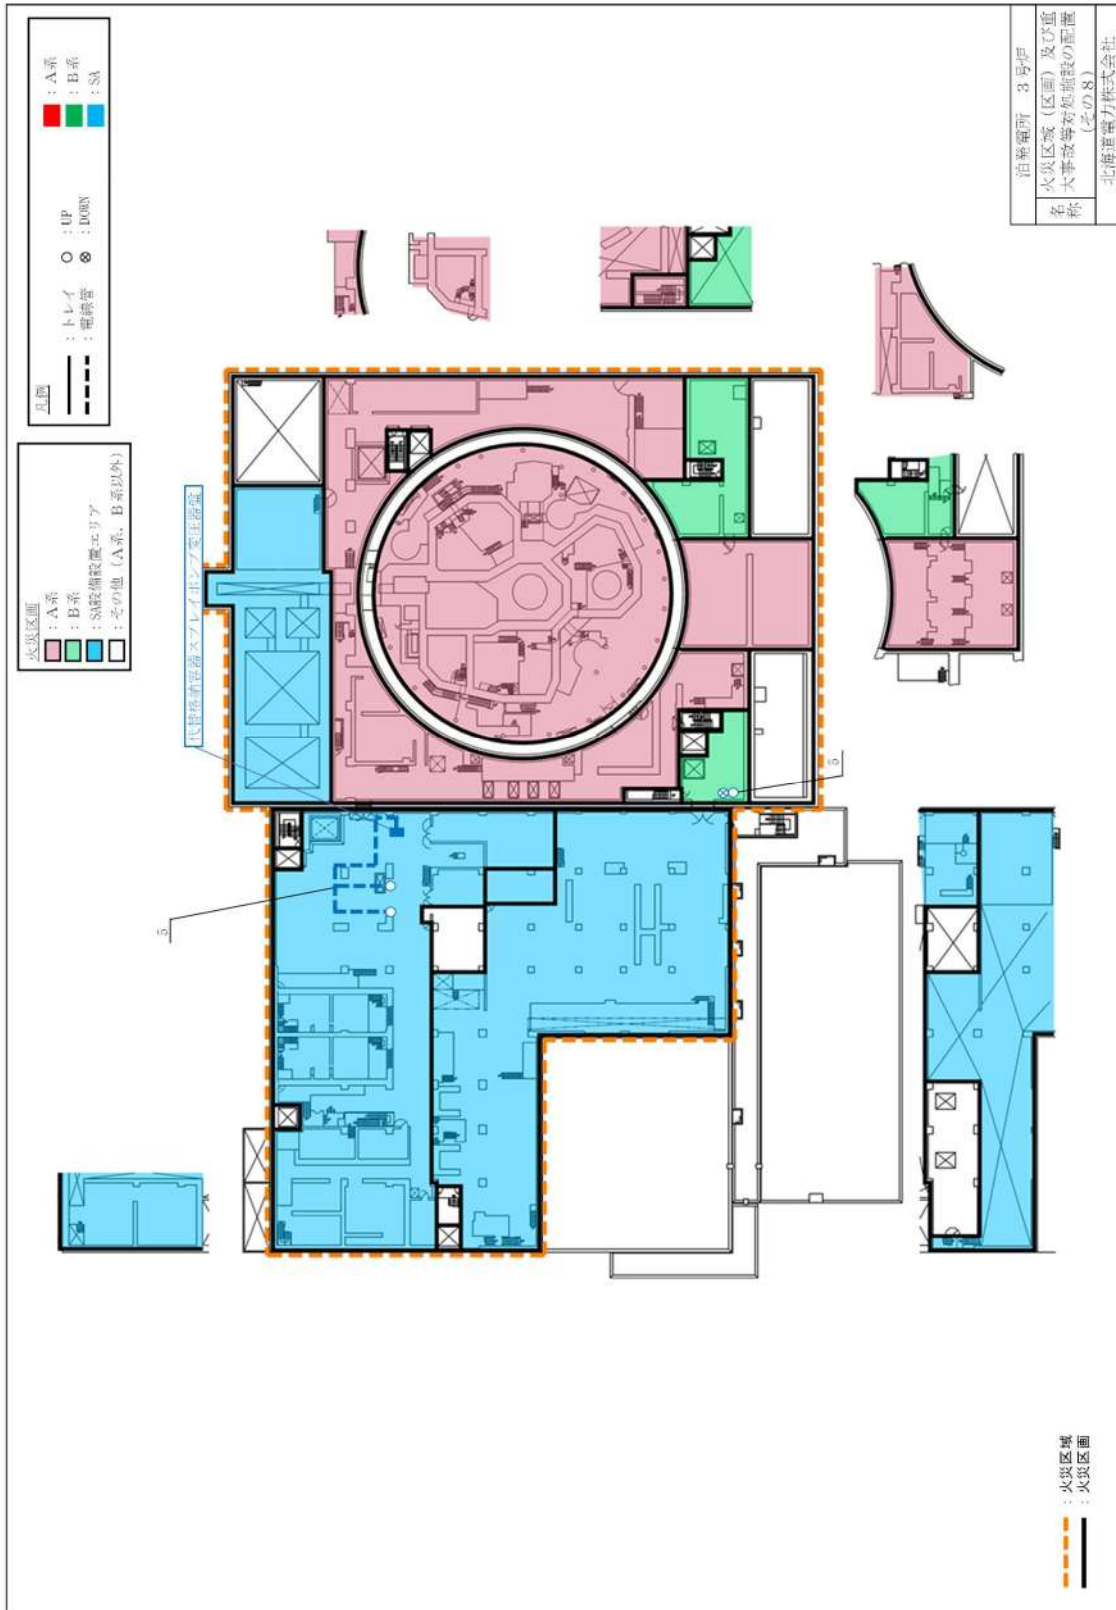 火災区画
: A系
: B系
: SA設備設置エリア
: その他（A系、B系以外）
凡例
: トレイ
: 電線管
○ : UP
⊗ : DOWN
: A系
: B系
: SA
代替格納容器スプレイポンプ変圧器盤
5
5
: 火災区域
: 火災区画
泊発電所 3号炉
名称
火災区域（区画）及び重
大事故等対処施設の配置
（その8）
北海道電力株式会社